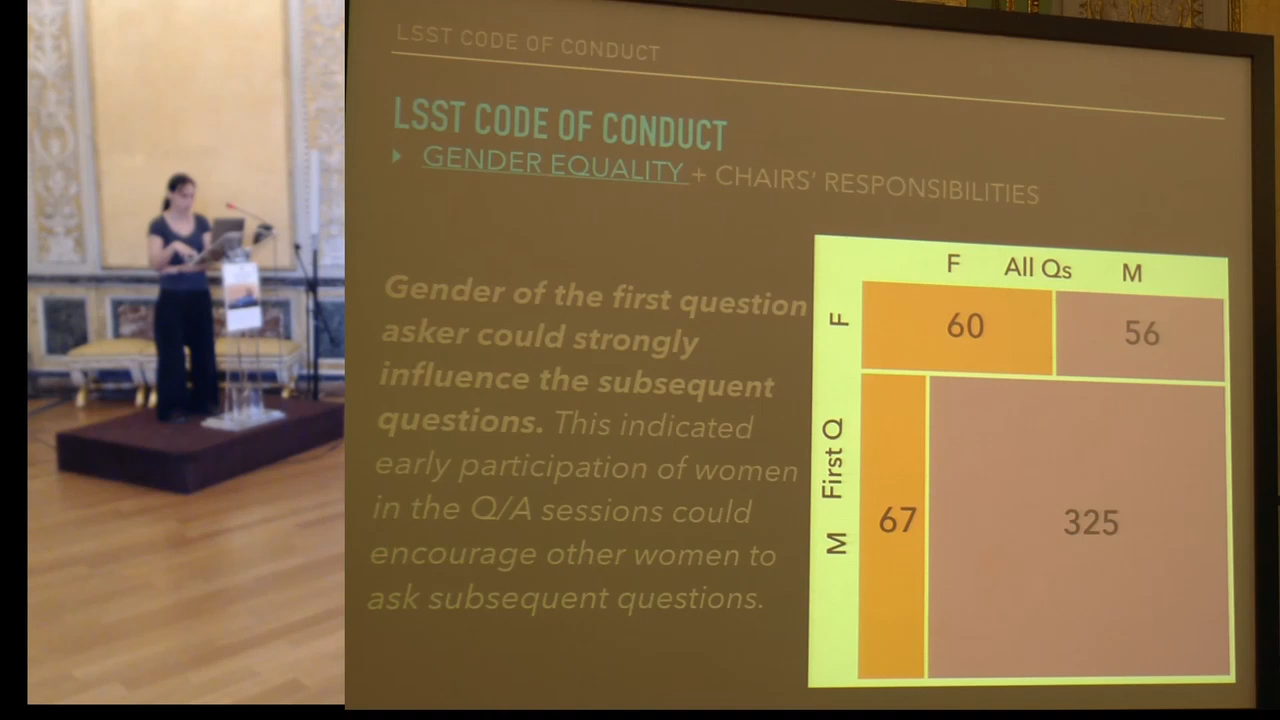 LSST CODE OF CONDUCT
LSST CODE OF CONDUCT
GENDER EQUALITY + CHAIRS' RESPONSIBILITIES
Gender of the first question
asker could strongly
influence the subsequent
questions. This indicated
early participation of women
in the Q/A sessions could
encourage other women to
ask subsequent questions.
F All Qs M
F 60 56
M First Q 67 325